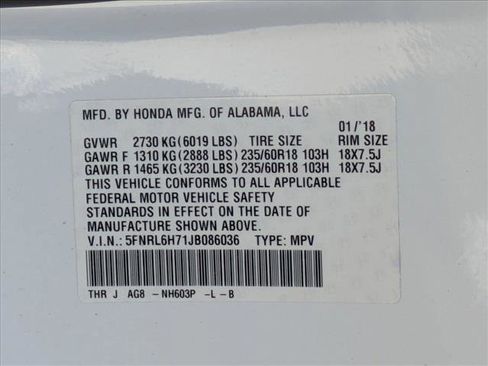 MFD. BY HONDA MFG. OF ALABAMA, LLC
01/'18
GVWR 2730 KG(6019 LBS) TIRE SIZE RIM SIZE
GAWR F 1310 KG(2888 LBS) 235/60R18 103H 18X7.5J
GAWR R 1465 KG(3230 LBS) 235/60R18 103H 18X7.5J
THIS VEHICLE CONFORMS TO ALL APPLICABLE
FEDERAL MOTOR VEHICLE SAFETY
STANDARDS IN EFFECT ON THE DATE OF
MANUFACTURE SHOWN ABOVE.
V.I.N.: 5FNRL6H71JB086036 TYPE: MPV
THR J AG8 -NH603P -L-B